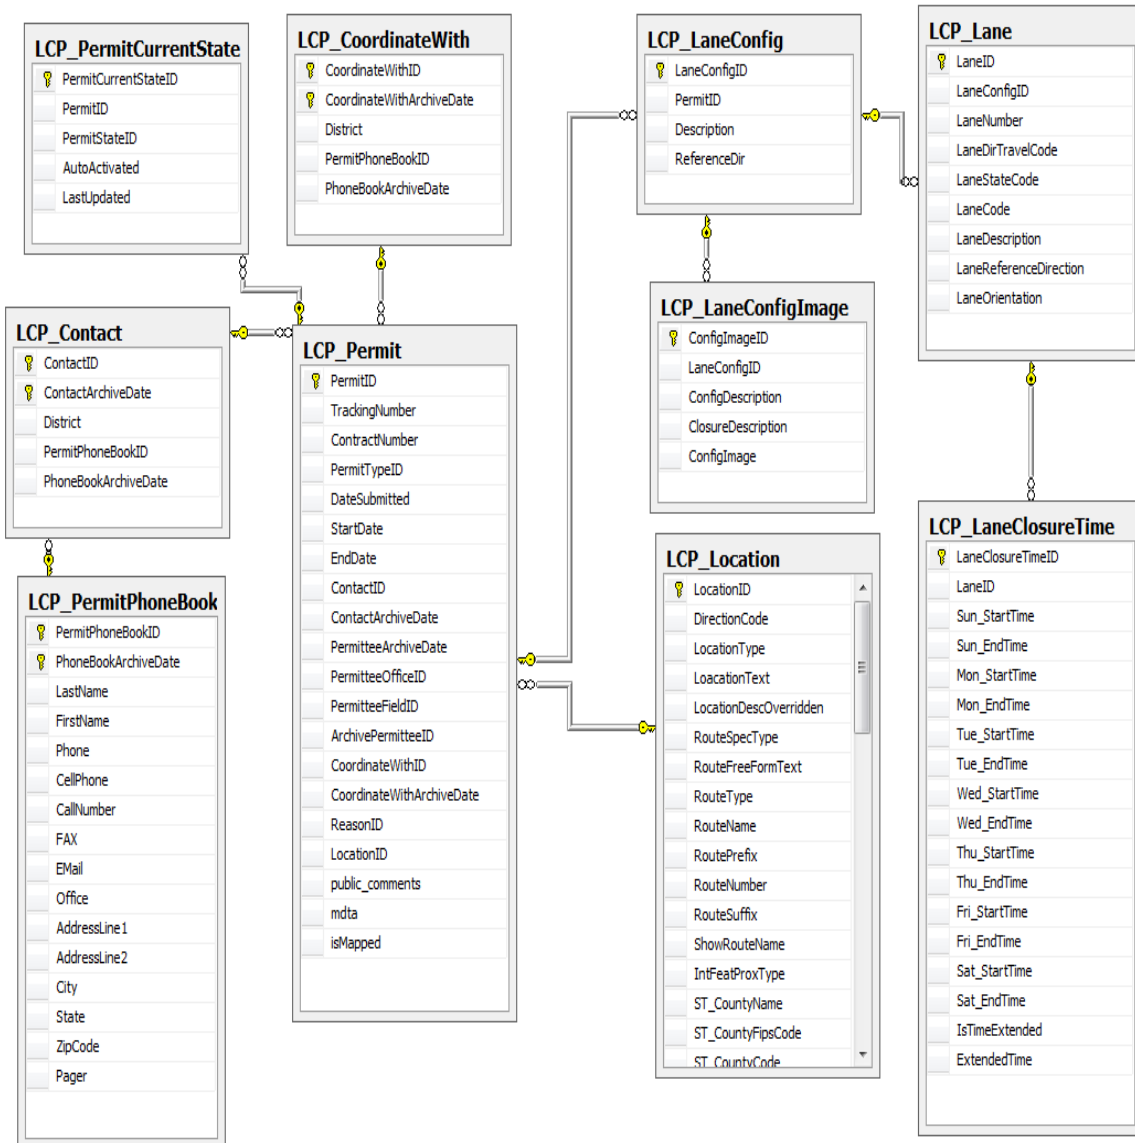 LCP_PermitCurrentState
PermitCurrentStateID
PermitID
PermitStateID
AutoActivated
LastUpdated
LCP_CoordinateWith
CoordinateWithID
CoordinateWithArchiveDate
District
PermitPhoneBookID
PhoneBookArchiveDate
LCP_LaneConfig
LaneConfigID
PermitID
Description
ReferenceDir
LCP_Lane
LaneID
LaneConfigID
LaneNumber
LaneDirTravelCode
LaneStateCode
LaneCode
LaneDescription
LaneReferenceDirection
LaneOrientation
LCP_Contact
ContactID
ContactArchiveDate
District
PermitPhoneBookID
PhoneBookArchiveDate
LCP_Permit
PermitID
TrackingNumber
ContractNumber
PermitTypeID
DateSubmitted
StartDate
EndDate
ContactID
ContactArchiveDate
PermitteeArchiveDate
PermitteeOfficeID
PermitteeFieldID
ArchivePermitteeID
CoordinateWithID
CoordinateWithArchiveDate
ReasonID
LocationID
public_comments
mdta
isMapped
LCP_LaneConfigImage
ConfigImageID
LaneConfigID
ConfigDescription
ClosureDescription
ConfigImage
LCP_PermitPhoneBook
PermitPhoneBookID
PhoneBookArchiveDate
LastName
FirstName
Phone
CellPhone
CallNumber
FAX
EMail
Office
AddressLine1
AddressLine2
City
State
ZipCode
Pager
LCP_Location
LocationID
DirectionCode
LocationType
LoacationText
LocationDescOverridden
RouteSpecType
RouteFreeFormText
RouteType
RouteName
RoutePrefix
RouteNumber
RouteSuffix
ShowRouteName
IntFeatProxType
ST_CountyName
ST_CountyFipsCode
ST_CountyCode
LCP_LaneClosureTime
LaneClosureTimeID
LaneID
Sun_StartTime
Sun_EndTime
Mon_StartTime
Mon_EndTime
Tue_StartTime
Tue_EndTime
Wed_StartTime
Wed_EndTime
Thu_StartTime
Thu_EndTime
Fri_StartTime
Fri_EndTime
Sat_StartTime
Sat_EndTime
IsTimeExtended
ExtendedTime